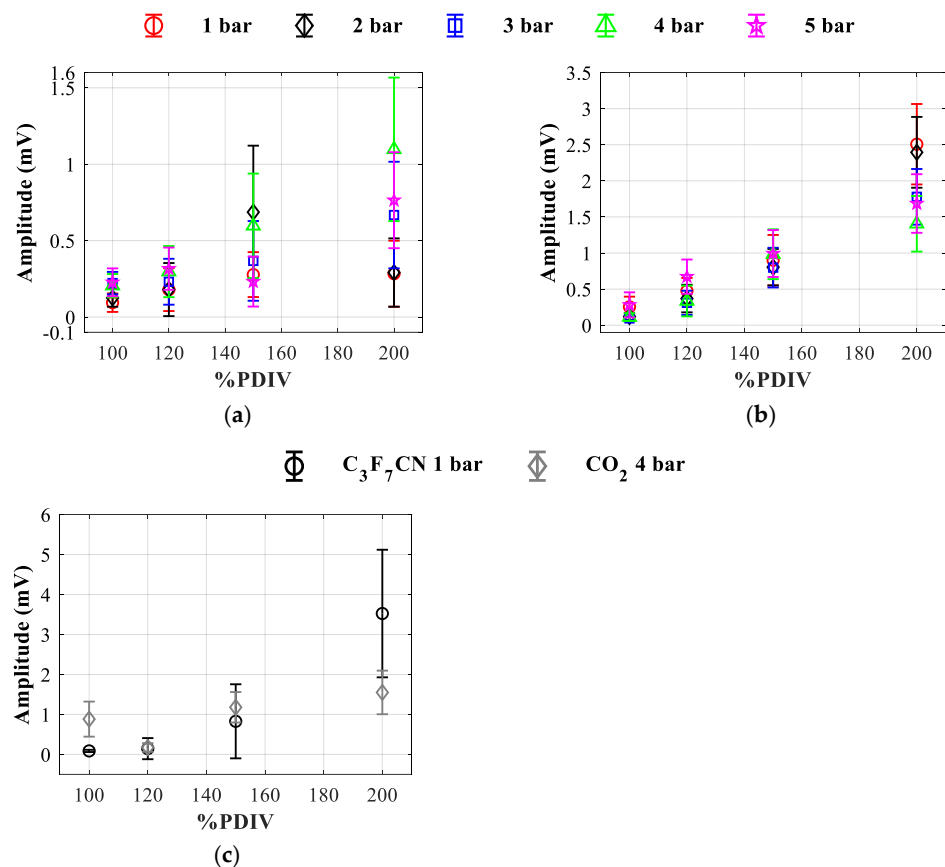 1 bar 2 bar 3 bar 4 bar 5 bar
1.6
1.5
1
0.5
0
-0.1
Amplitude (mV)
100 120 140 160 180 200
%PDIV
(a)
3.5
3
2.5
2
1.5
1
0.5
0
Amplitude (mV)
100 120 140 160 180 200
%PDIV
(b)
C3F7CN 1 bar CO2 4 bar
6
5
4
3
2
1
0
Amplitude (mV)
100 120 140 160 180 200
%PDIV
(c)